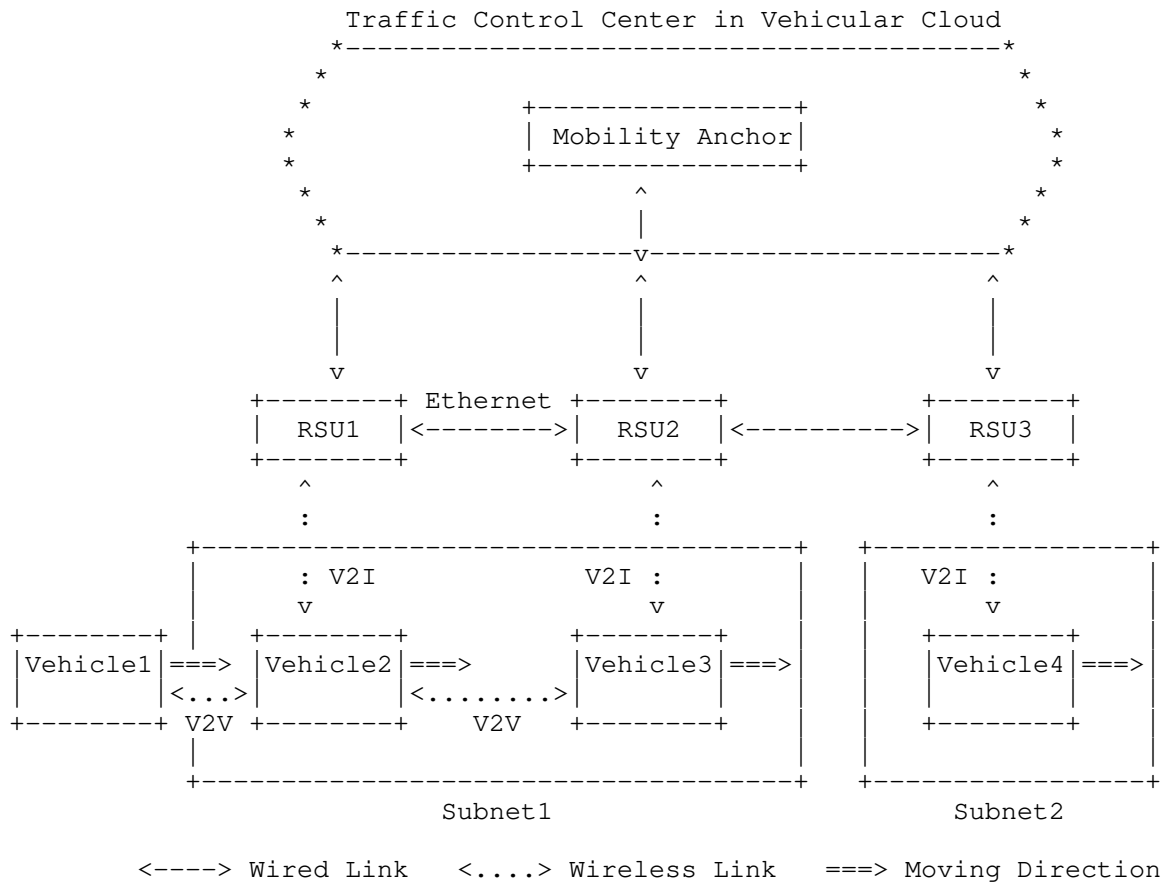 Traffic Control Center in Vehicular Cloud
Mobility Anchor
Ethernet
RSU1 RSU2 RSU3
V2I V2I V2I
Vehicle1 Vehicle2 Vehicle3 Vehicle4
V2V V2V
Subnet1 Subnet2
<----> Wired Link <....> Wireless Link ===> Moving Direction